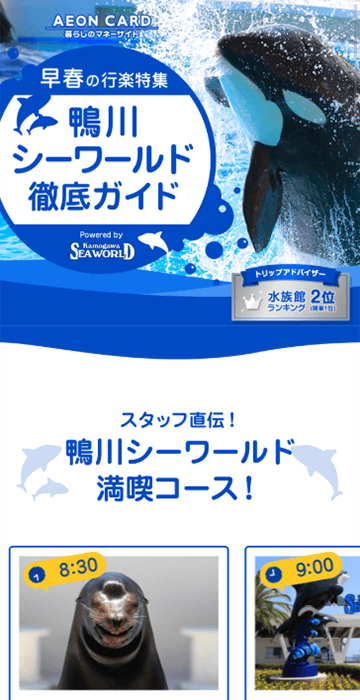 AEON CARD
暮らしのマネーサイト
早春の行楽特集
鴨川
シーワールド
徹底ガイド
Powered by
Kamogawa
SEAWORLD
トリップアドバイザー
水族館
ランキング
2位
(関東1位)
スタッフ直伝！
鴨川シーワールド
満喫コース！
8:30
9:00